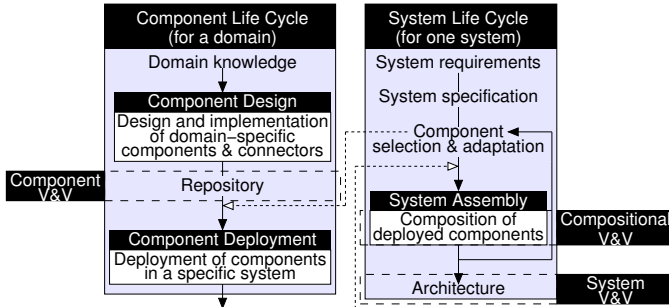 Component Life Cycle
(for a domain)
Domain knowledge
Component Design
Design and implementation
of domain−specific
components & connectors
Component
V&V
Repository
Component Deployment
Deployment of components
in a specific system
System Life Cycle
(for one system)
System requirements
System specification
Component
selection & adaptation
System Assembly
Composition of
deployed components
Compositional
V&V
Architecture
System
V&V